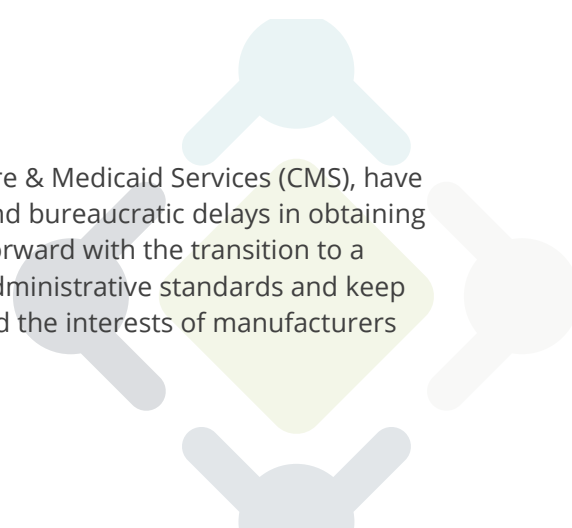 re & Medicaid Services (CMS), have
nd bureaucratic delays in obtaining
orward with the transition to a
dministrative standards and keep
d the interests of manufacturers